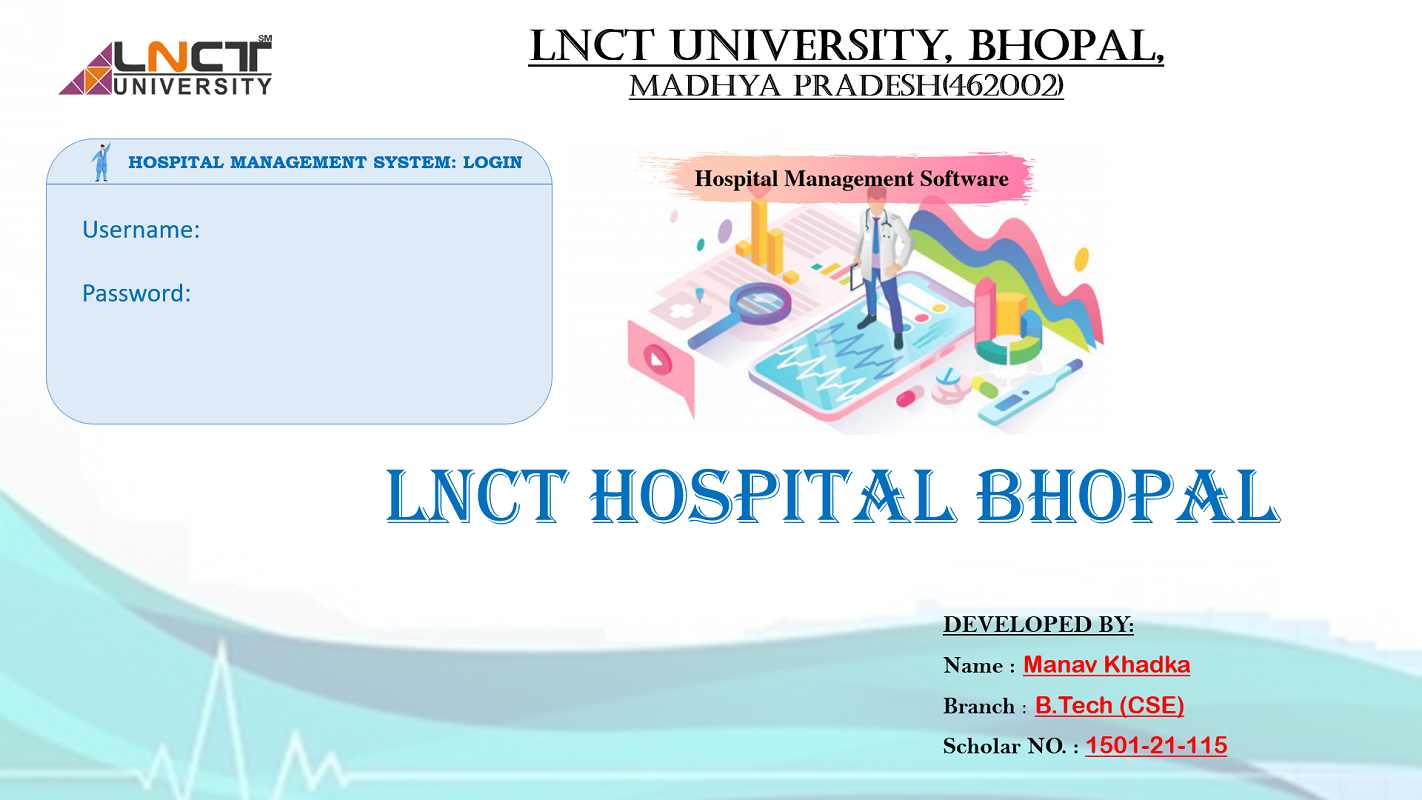 LNCT SM
UNIVERSITY
LNCT UNIVERSITY, BHOPAL,
MADHYA PRADESH(462002)
HOSPITAL MANAGEMENT SYSTEM: LOGIN
Username:
Password:
Hospital Management Software
LNCT HOSPITAL BHOPAL
DEVELOPED BY:
Name : Manav Khadka
Branch : B.Tech (CSE)
Scholar NO. : 1501-21-115